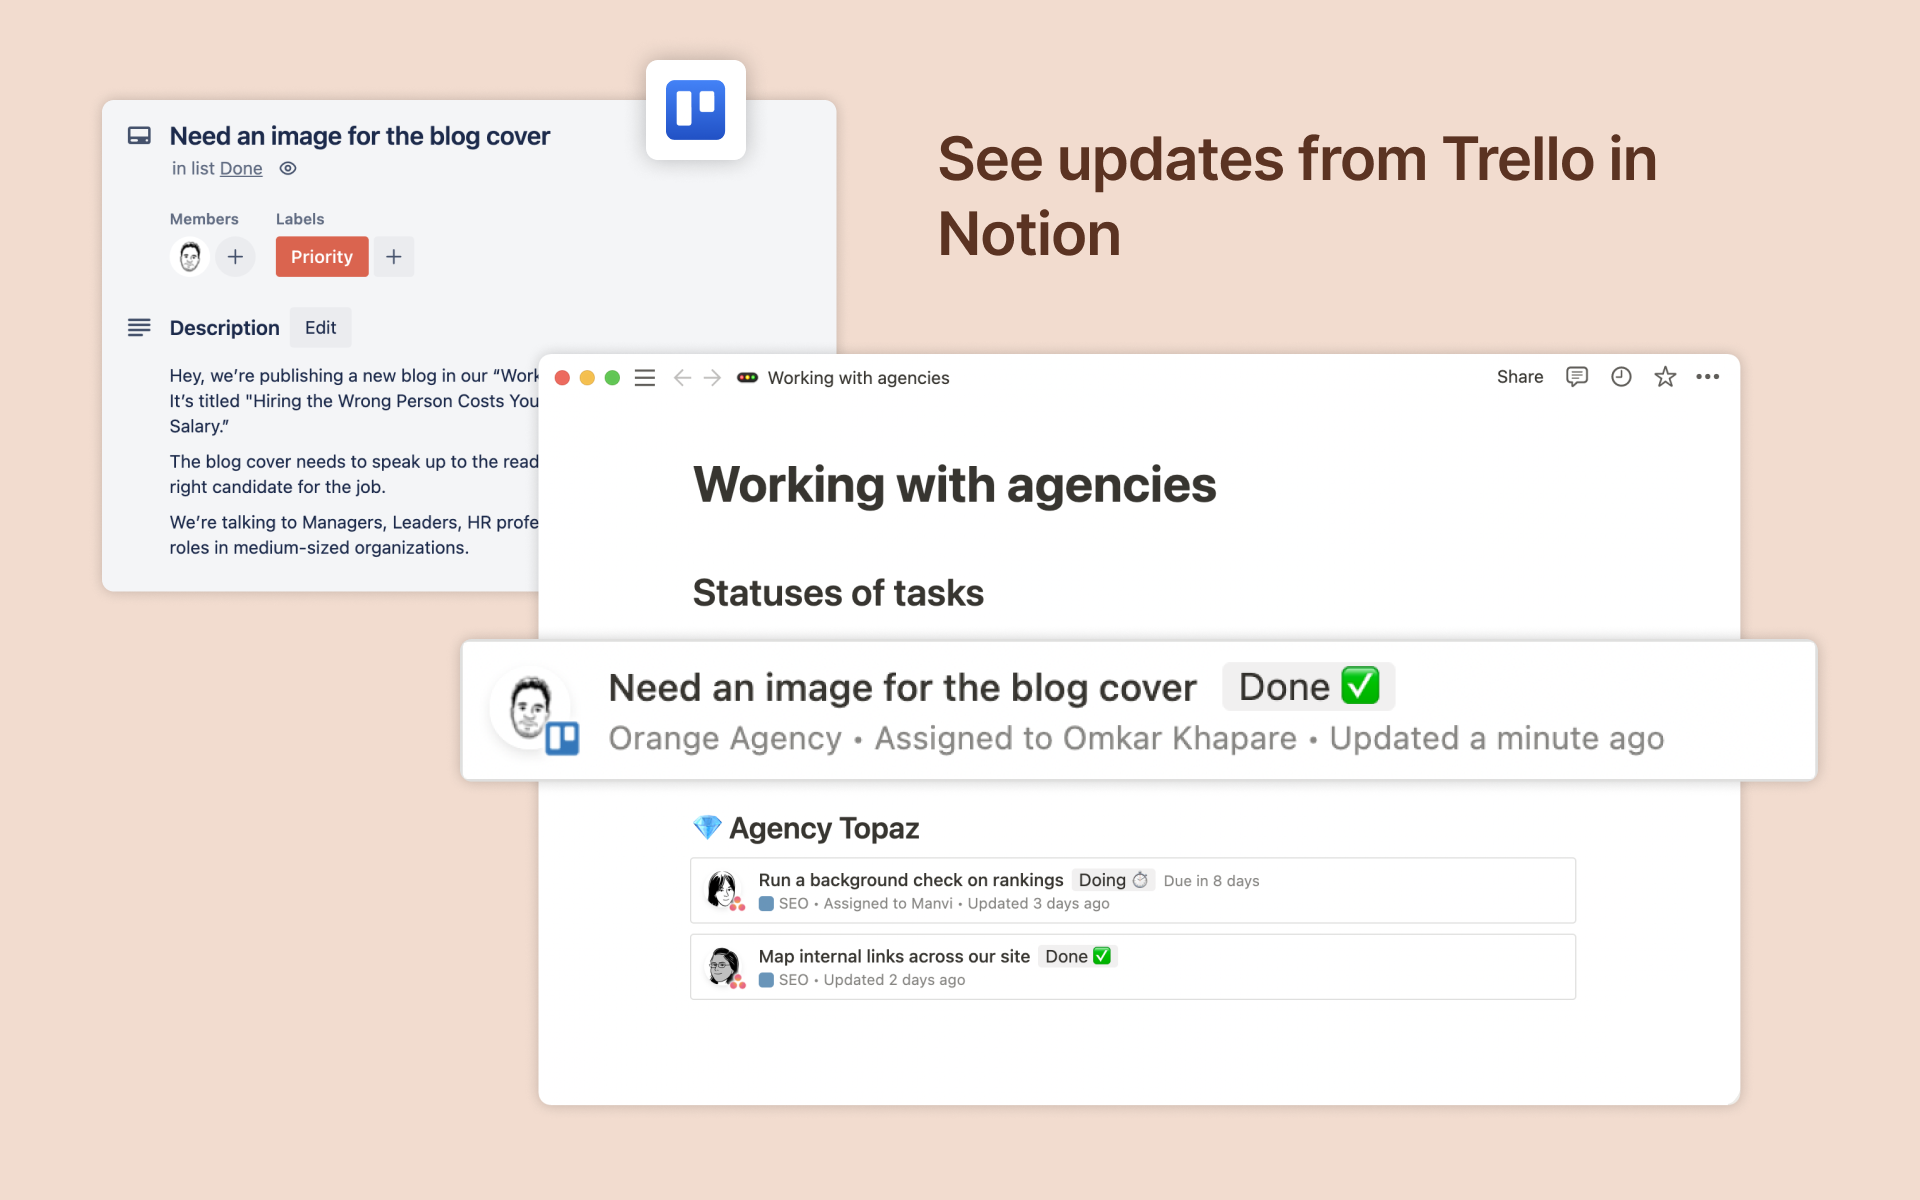 Need an image for the blog cover
in list Done
Members Labels
Priority
Description Edit
Hey, we’re publishing a new blog in our “Work
It’s titled "Hiring the Wrong Person Costs You
Salary.”
The blog cover needs to speak up to the read
right candidate for the job.
We’re talking to Managers, Leaders, HR profe
roles in medium-sized organizations.
See updates from Trello in
Notion
Working with agencies
Share
Working with agencies
Statuses of tasks
Need an image for the blog cover Done ✅
Orange Agency • Assigned to Omkar Khapare • Updated a minute ago
💎 Agency Topaz
Run a background check on rankings Doing ⏱ Due in 8 days
SEO • Assigned to Manvi • Updated 3 days ago
Map internal links across our site Done ✅
SEO • Updated 2 days ago